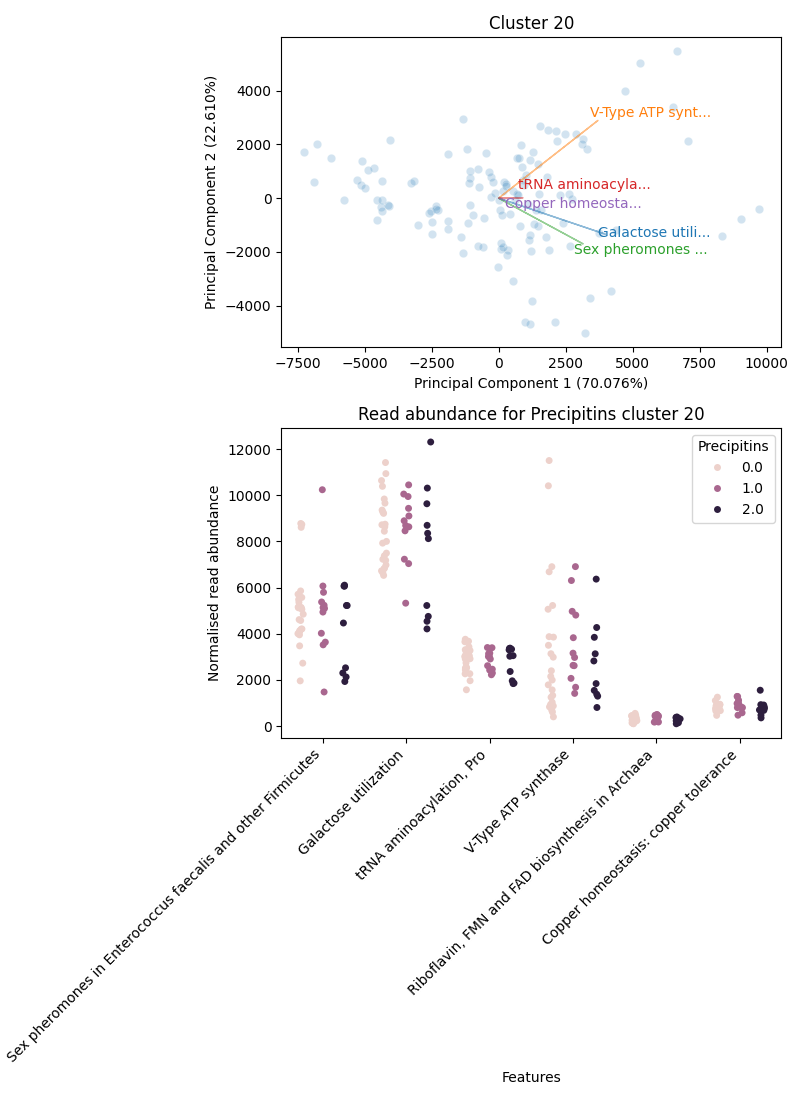 Cluster 20
Principal Component 2 (22.610%)
4000
2000
0
−2000
−4000
V-Type ATP synt...
tRNA aminoacyla...
Copper homeosta...
Galactose utili...
Sex pheromones ...
−7500 −5000 −2500 0 2500 5000 7500 10000
Principal Component 1 (70.076%)
Read abundance for Precipitins cluster 20
Normalised read abundance
12000
10000
8000
6000
4000
2000
0
Precipitins
0.0
1.0
2.0
Sex pheromones in Enterococcus faecalis and other Firmicutes
Galactose utilization
tRNA aminoacylation, Pro
V-Type ATP synthase
Riboflavin, FMN and FAD biosynthesis in Archaea
Copper homeostasis: copper tolerance
Features